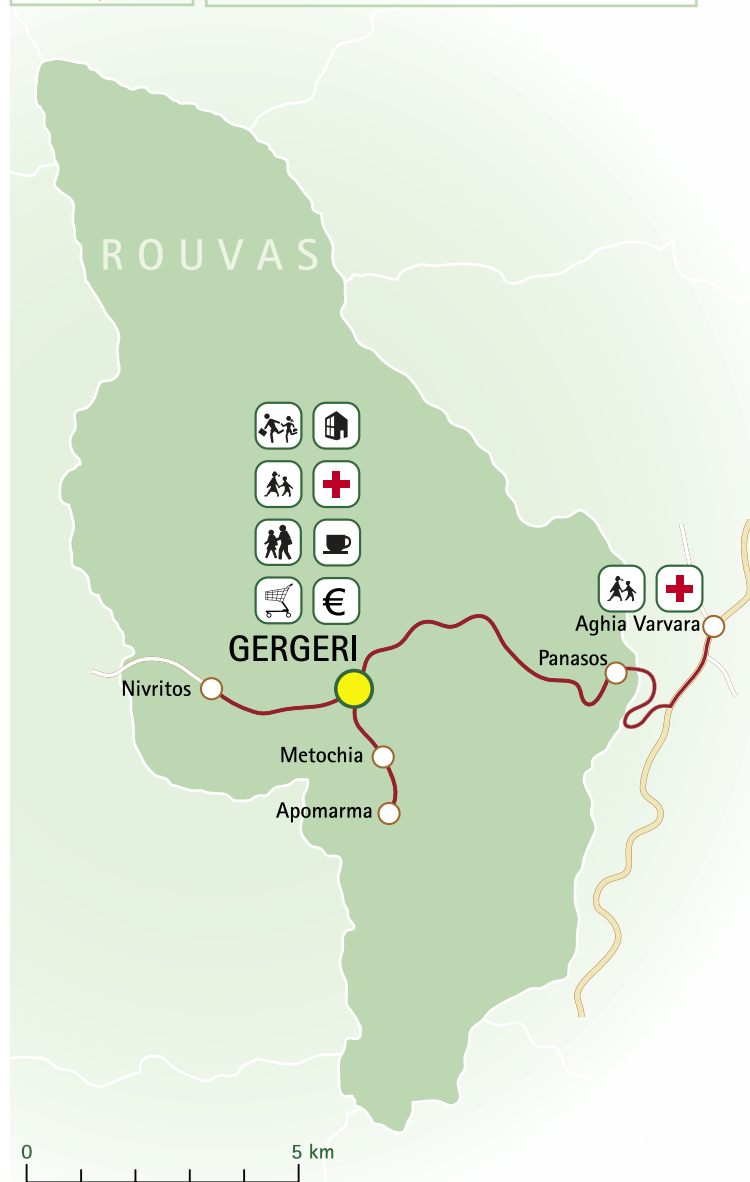 ROUVAS
€
GERGERI
Aghia Varvara
Panasos
Nivritos
Metochia
Apomarma
0 5 km